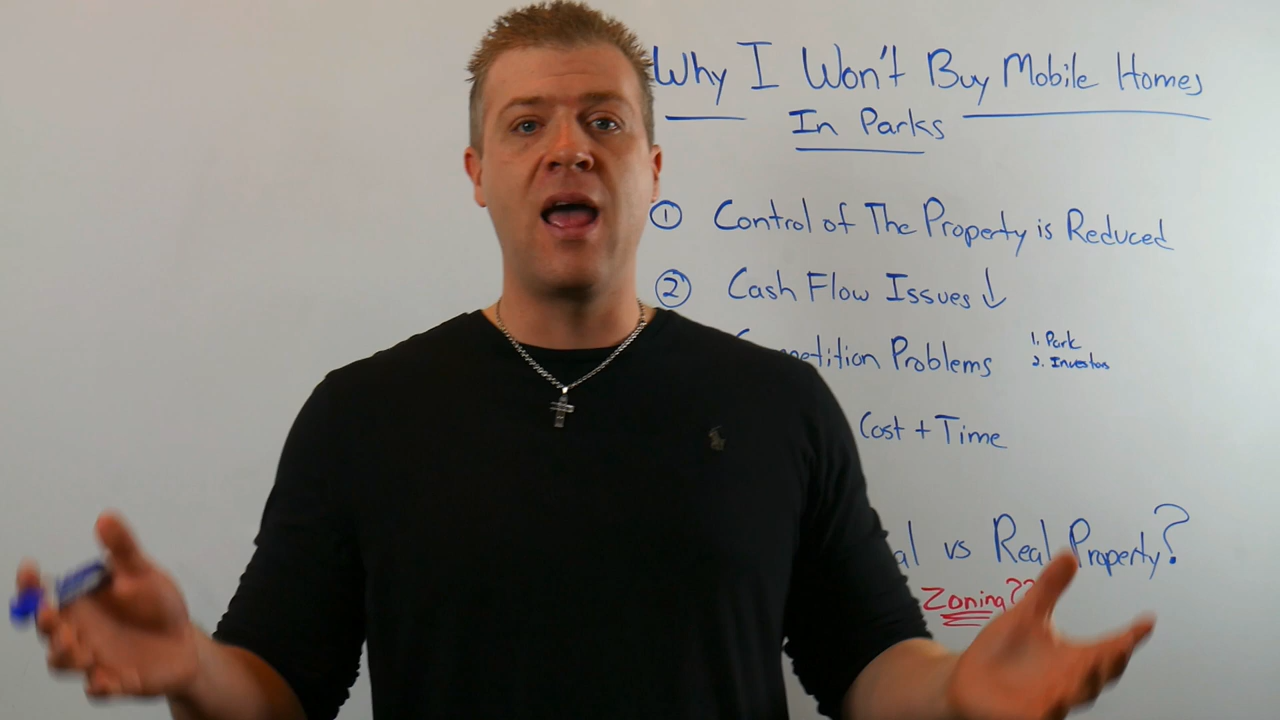 Why I Won't Buy Mobile Homes
In Parks
① Control of The Property is Reduced
② Cash Flow Issues ↓
Problems
1. Park
2. Investors
Cost + Time
vs Real Property?
Zoning??